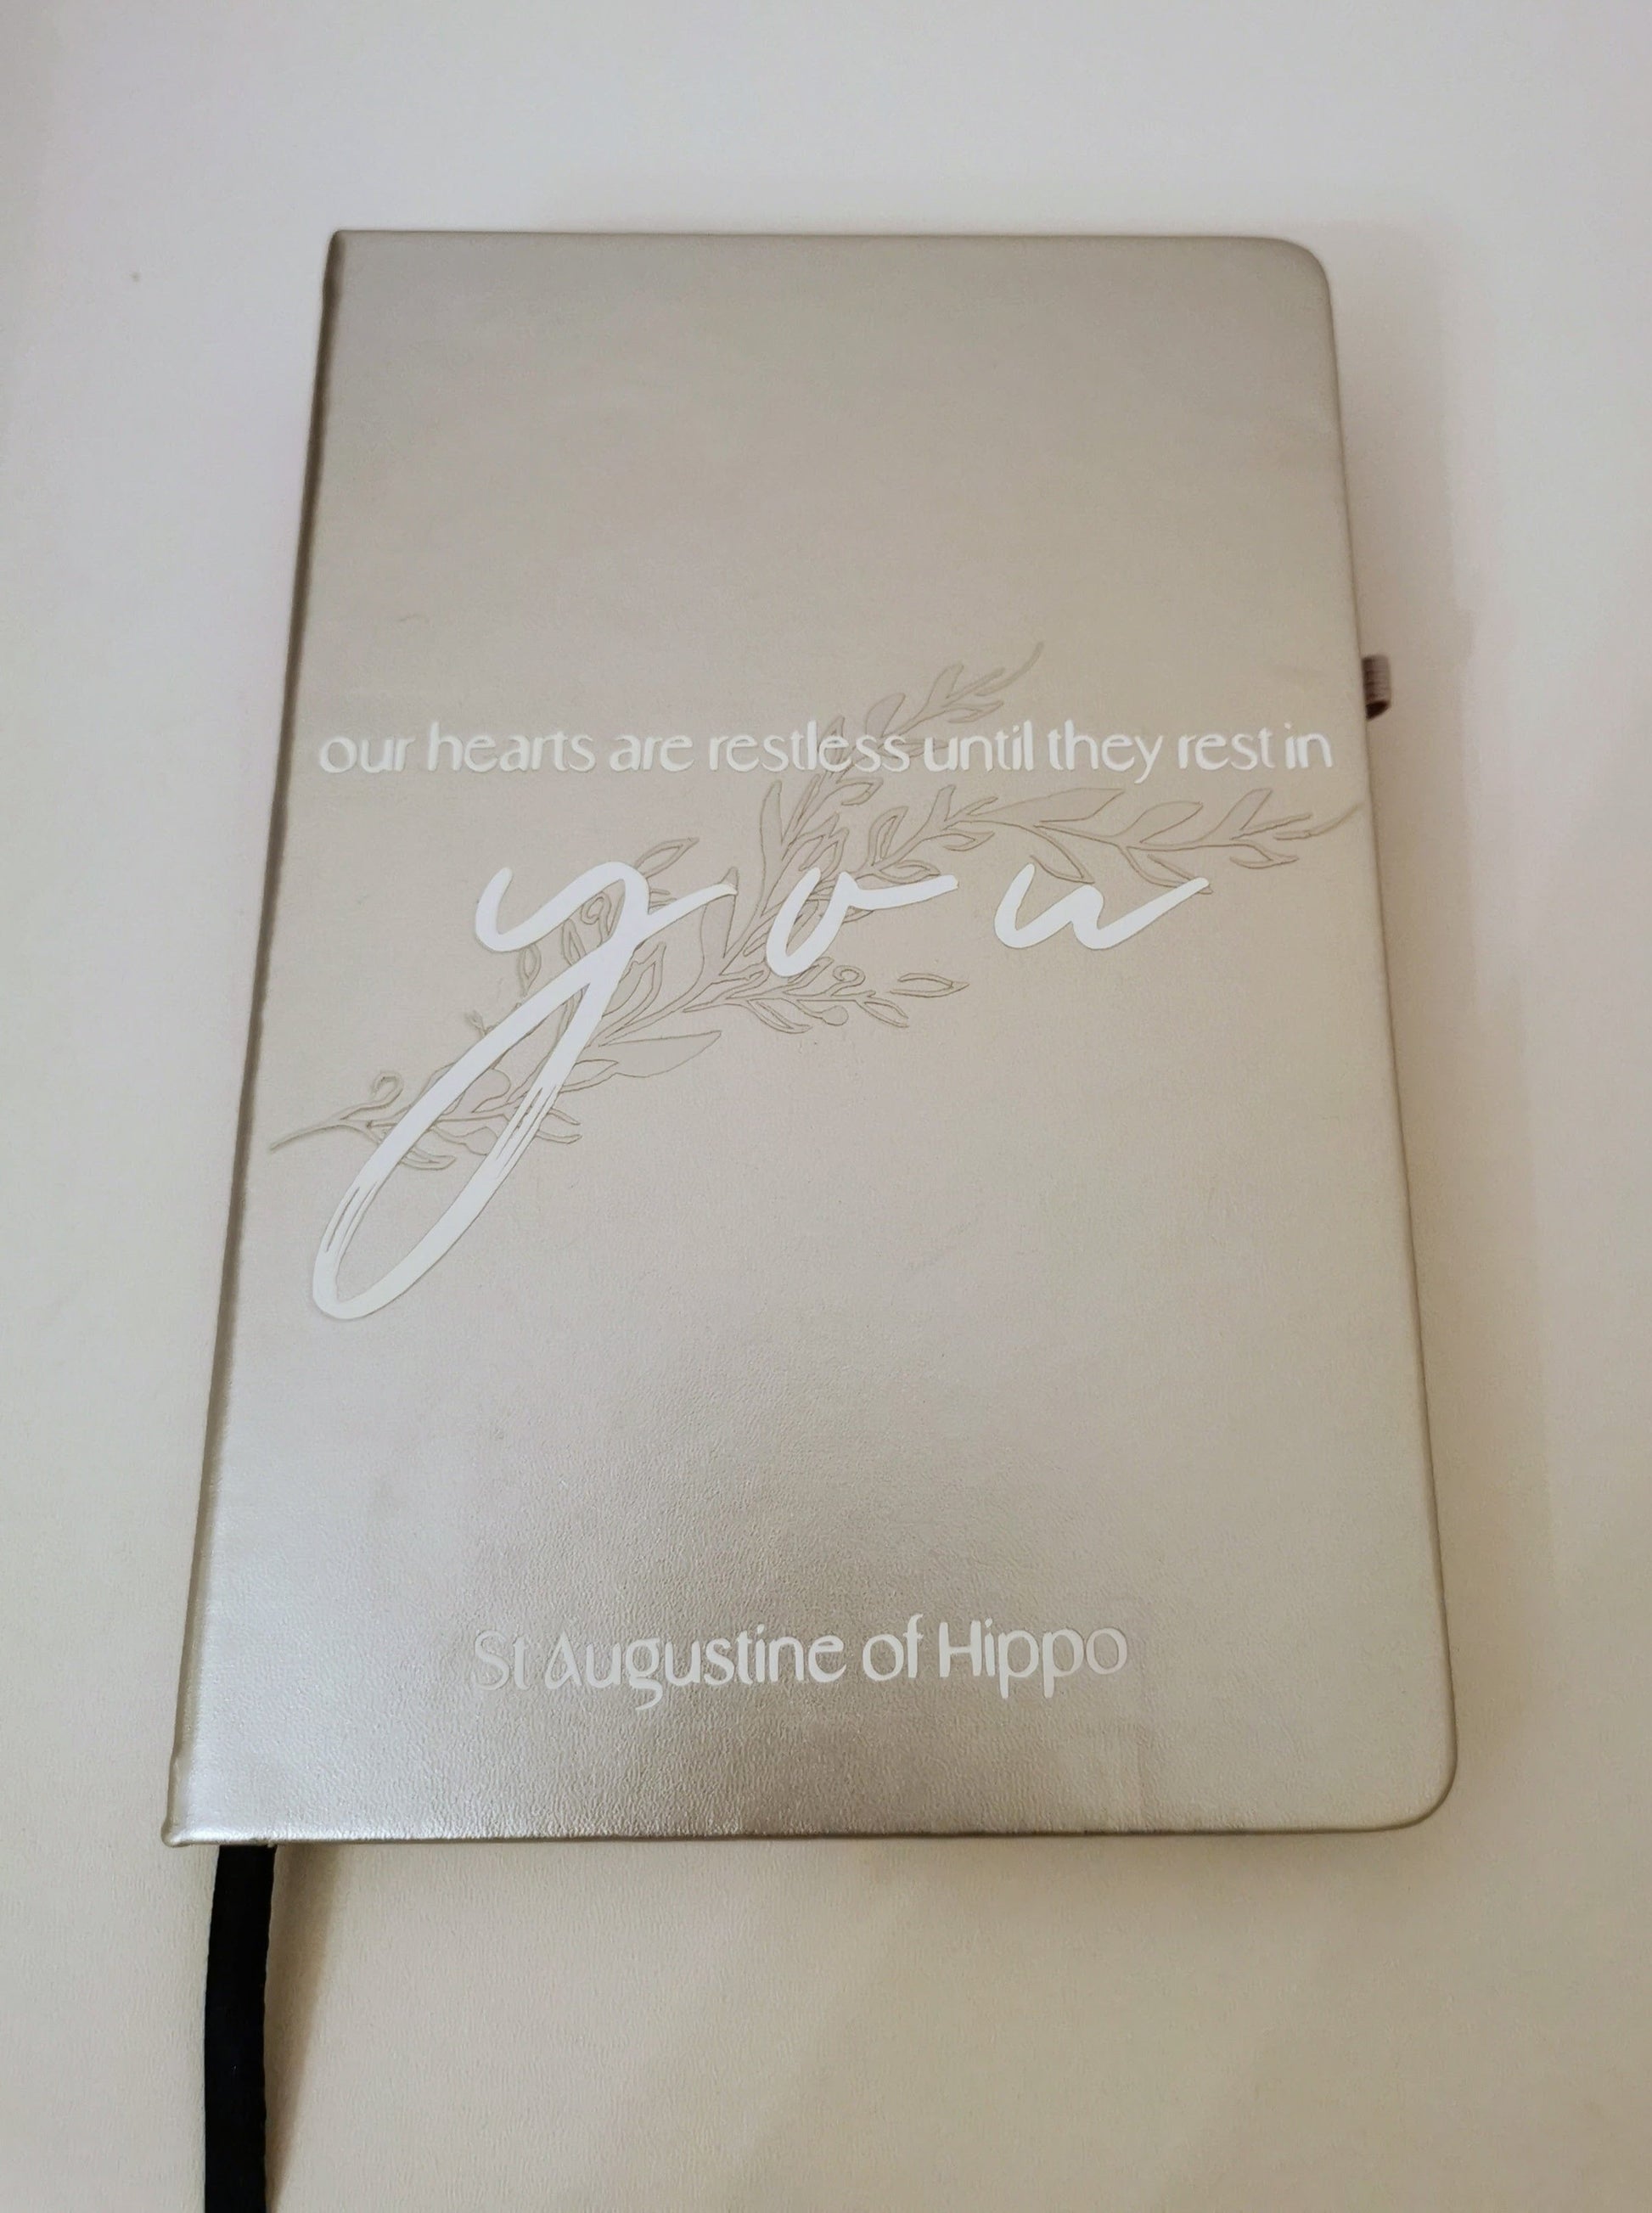 our hearts are restless until they rest in
you
St Augustine of Hippo